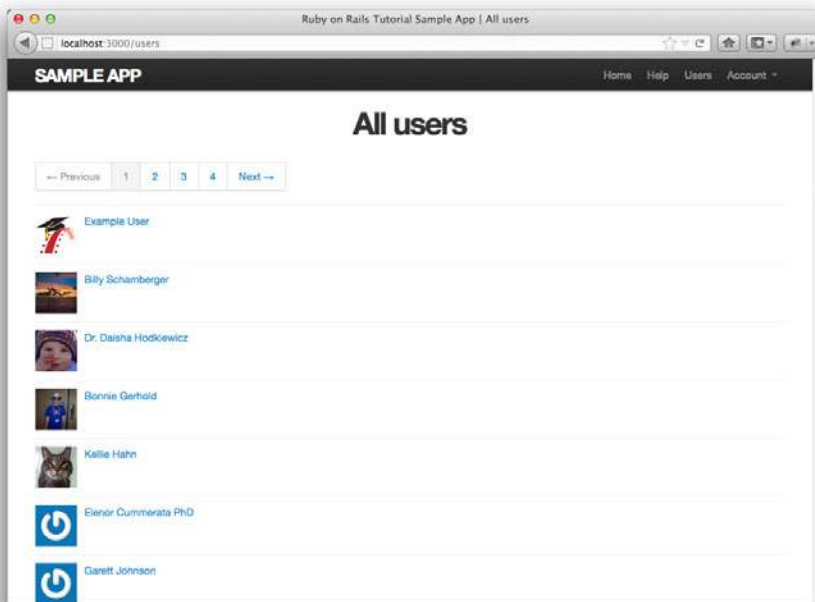 Ruby on Rails Tutorial Sample App | All users
localhost:3000/users
SAMPLE APP
Home Help Users Account
All users
← Previous 1 2 3 4 Next →
Example User
Billy Schamberger
Dr. Daisha Hodkiewicz
Bonnie Gerhold
Kellie Hahn
Elenor Cummerata PhD
Garett Johnson